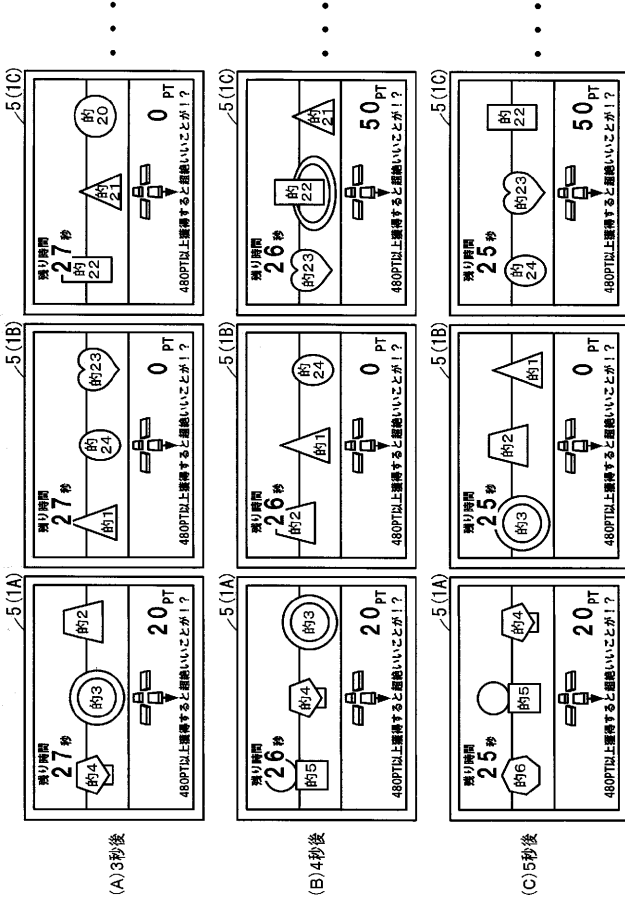 (A)3秒後
5(1A)
残り時間
27秒
的4 的3 的2
20PT
480PT以上獲得すると超絶いいことが!?
5(1B)
残り時間
27秒
的1 的24 的23
0PT
480PT以上獲得すると超絶いいことが!?
5(1C)
残り時間
27秒
的22 的21 的20
0PT
480PT以上獲得すると超絶いいことが!?
(B)4秒後
5(1A)
残り時間
26秒
的5 的4 的3
20PT
480PT以上獲得すると超絶いいことが!?
5(1B)
残り時間
26秒
的2 的1 的24
0PT
480PT以上獲得すると超絶いいことが!?
5(1C)
残り時間
26秒
的23 的22 的21
50PT
480PT以上獲得すると超絶いいことが!?
(C)5秒後
5(1A)
残り時間
25秒
的6 的5 的4
20PT
480PT以上獲得すると超絶いいことが!?
5(1B)
残り時間
25秒
的3 的2 的1
0PT
480PT以上獲得すると超絶いいことが!?
5(1C)
残り時間
25秒
的24 的23 的22
50PT
480PT以上獲得すると超絶いいことが!?